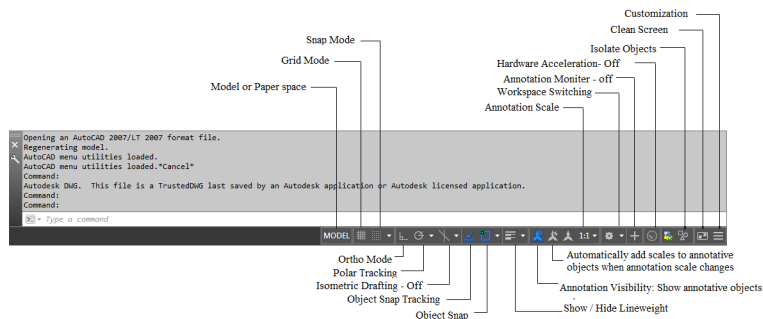 Customization
Clean Screen
Snap Mode
Isolate Objects
Grid Mode
Hardware Acceleration- Off
Annotation Moniter - off
Model or Paper space
Workspace Switching
Annotation Scale
Opening an AutoCAD 2007/LT 2007 format file.
Regenerating model.
AutoCAD menu utilities loaded.
AutoCAD menu utilities loaded.*Cancel*
Command:
Autodesk DWG.  This file is a TrustedDWG last saved by an Autodesk application or Autodesk licensed application.
Command:
Command:
Type a command
MODEL 1:1
Ortho Mode
Automatically add scales to annotative
objects when annotation scale changes
Polar Tracking
Isometric Drafting - Off
Annotation Visibility: Show annotative objects
Object Snap Tracking
Show / Hide Lineweight
Object Snap